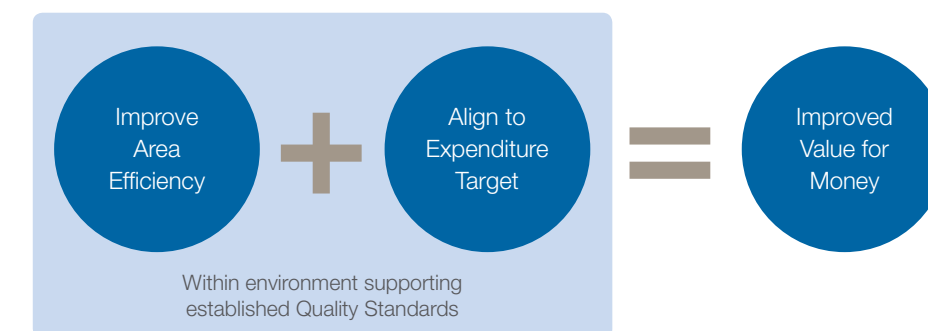 Improve
Area
Efficiency
+
Align to
Expenditure
Target
=
Improved
Value for
Money
Within environment supporting
established Quality Standards